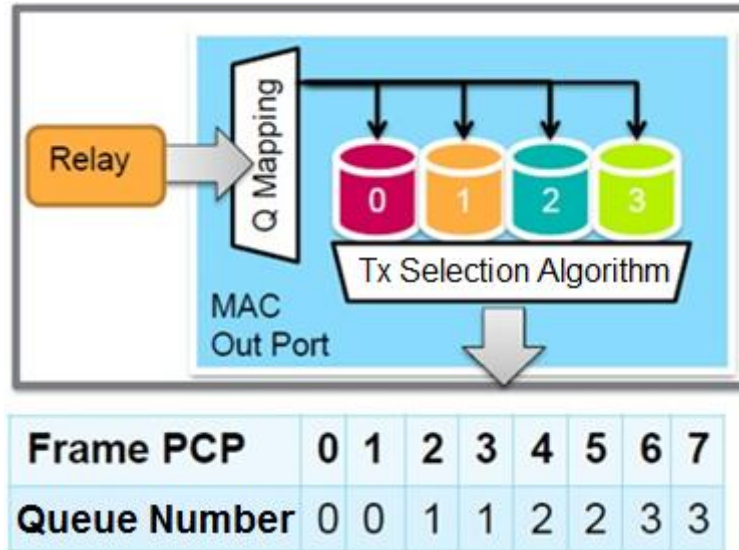 Relay
Q Mapping
0 1 2 3
Tx Selection Algorithm
MAC
Out Port
Frame PCP 0 1 2 3 4 5 6 7
Queue Number 0 0 1 1 2 2 3 3